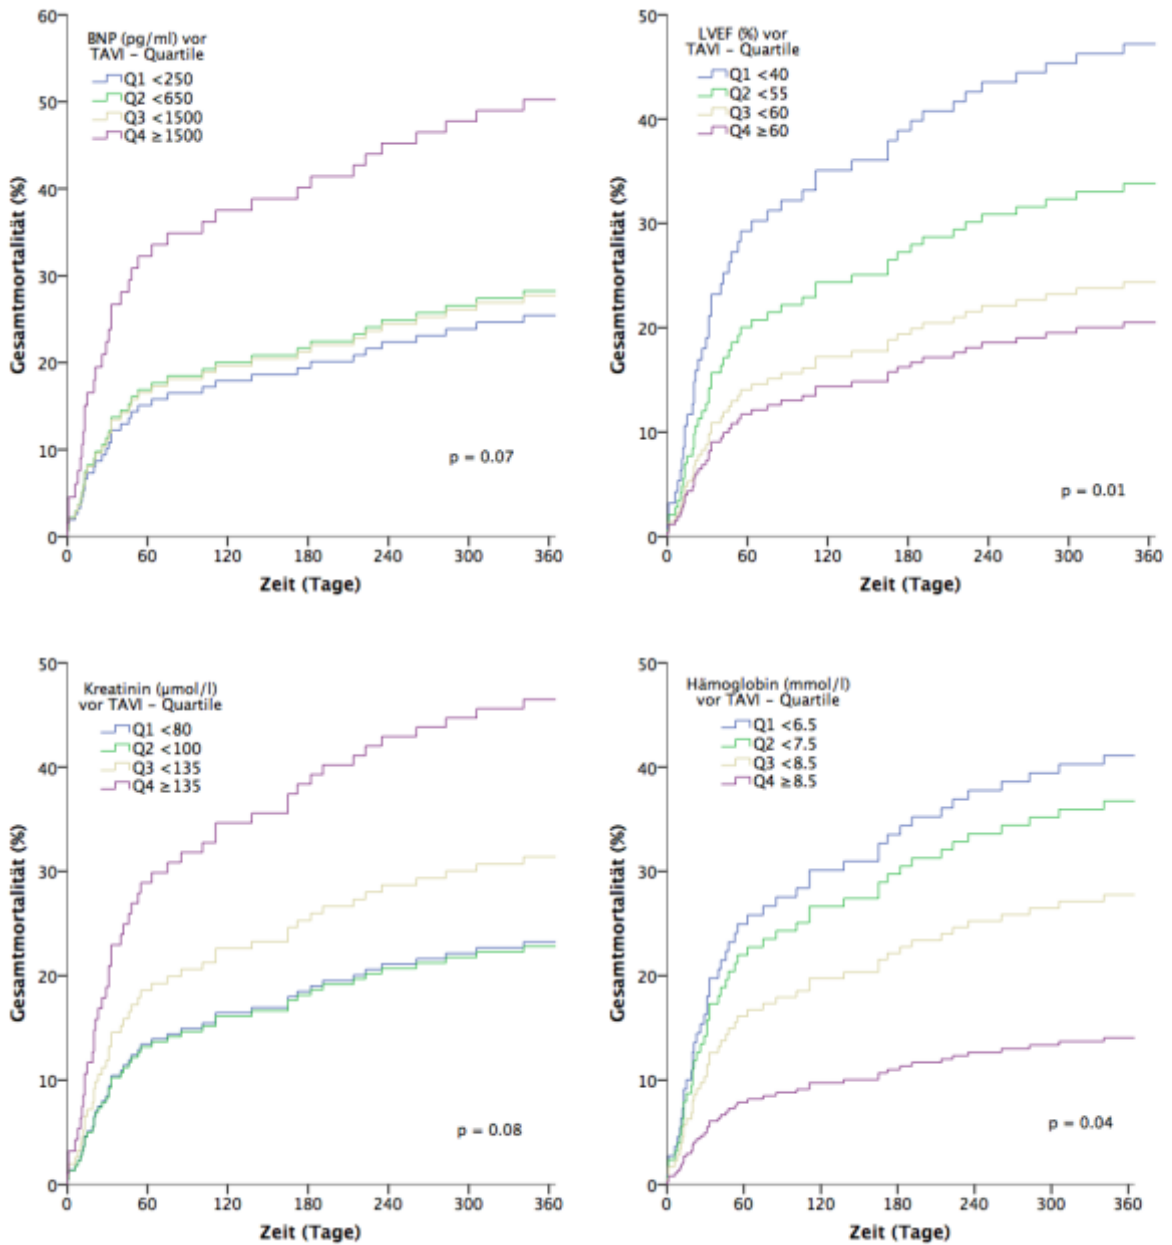 BNP (pg/ml) vor
TAVI – Quartile
Q1 <250
Q2 <650
Q3 <1500
Q4 ≥1500
Gesamtmortalität (%)
60
50
40
30
20
10
0
p = 0.07
0 60 120 180 240 300 360
Zeit (Tage)
LVEF (%) vor
TAVI – Quartile
Q1 <40
Q2 <55
Q3 <60
Q4 ≥60
Gesamtmortalität (%)
50
40
30
20
10
0
p = 0.01
0 60 120 180 240 300 360
Zeit (Tage)
Kreatinin (µmol/l)
vor TAVI – Quartile
Q1 <80
Q2 <100
Q3 <135
Q4 ≥135
Gesamtmortalität (%)
50
40
30
20
10
0
p = 0.08
0 60 120 180 240 300 360
Zeit (Tage)
Hämoglobin (mmol/l)
vor TAVI – Quartile
Q1 <6.5
Q2 <7.5
Q3 <8.5
Q4 ≥8.5
Gesamtmortalität (%)
50
40
30
20
10
0
p = 0.04
0 60 120 180 240 300 360
Zeit (Tage)